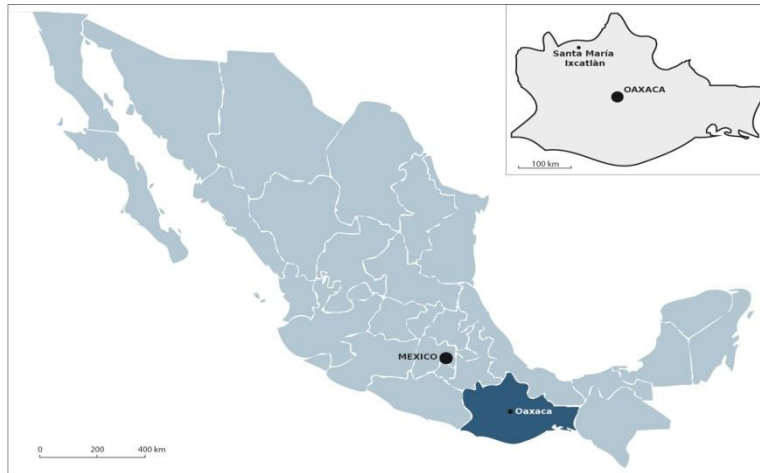 Santa María
Ixcatlàn
OAXACA
100 km
MEXICO
Oaxaca
0 200 400 km